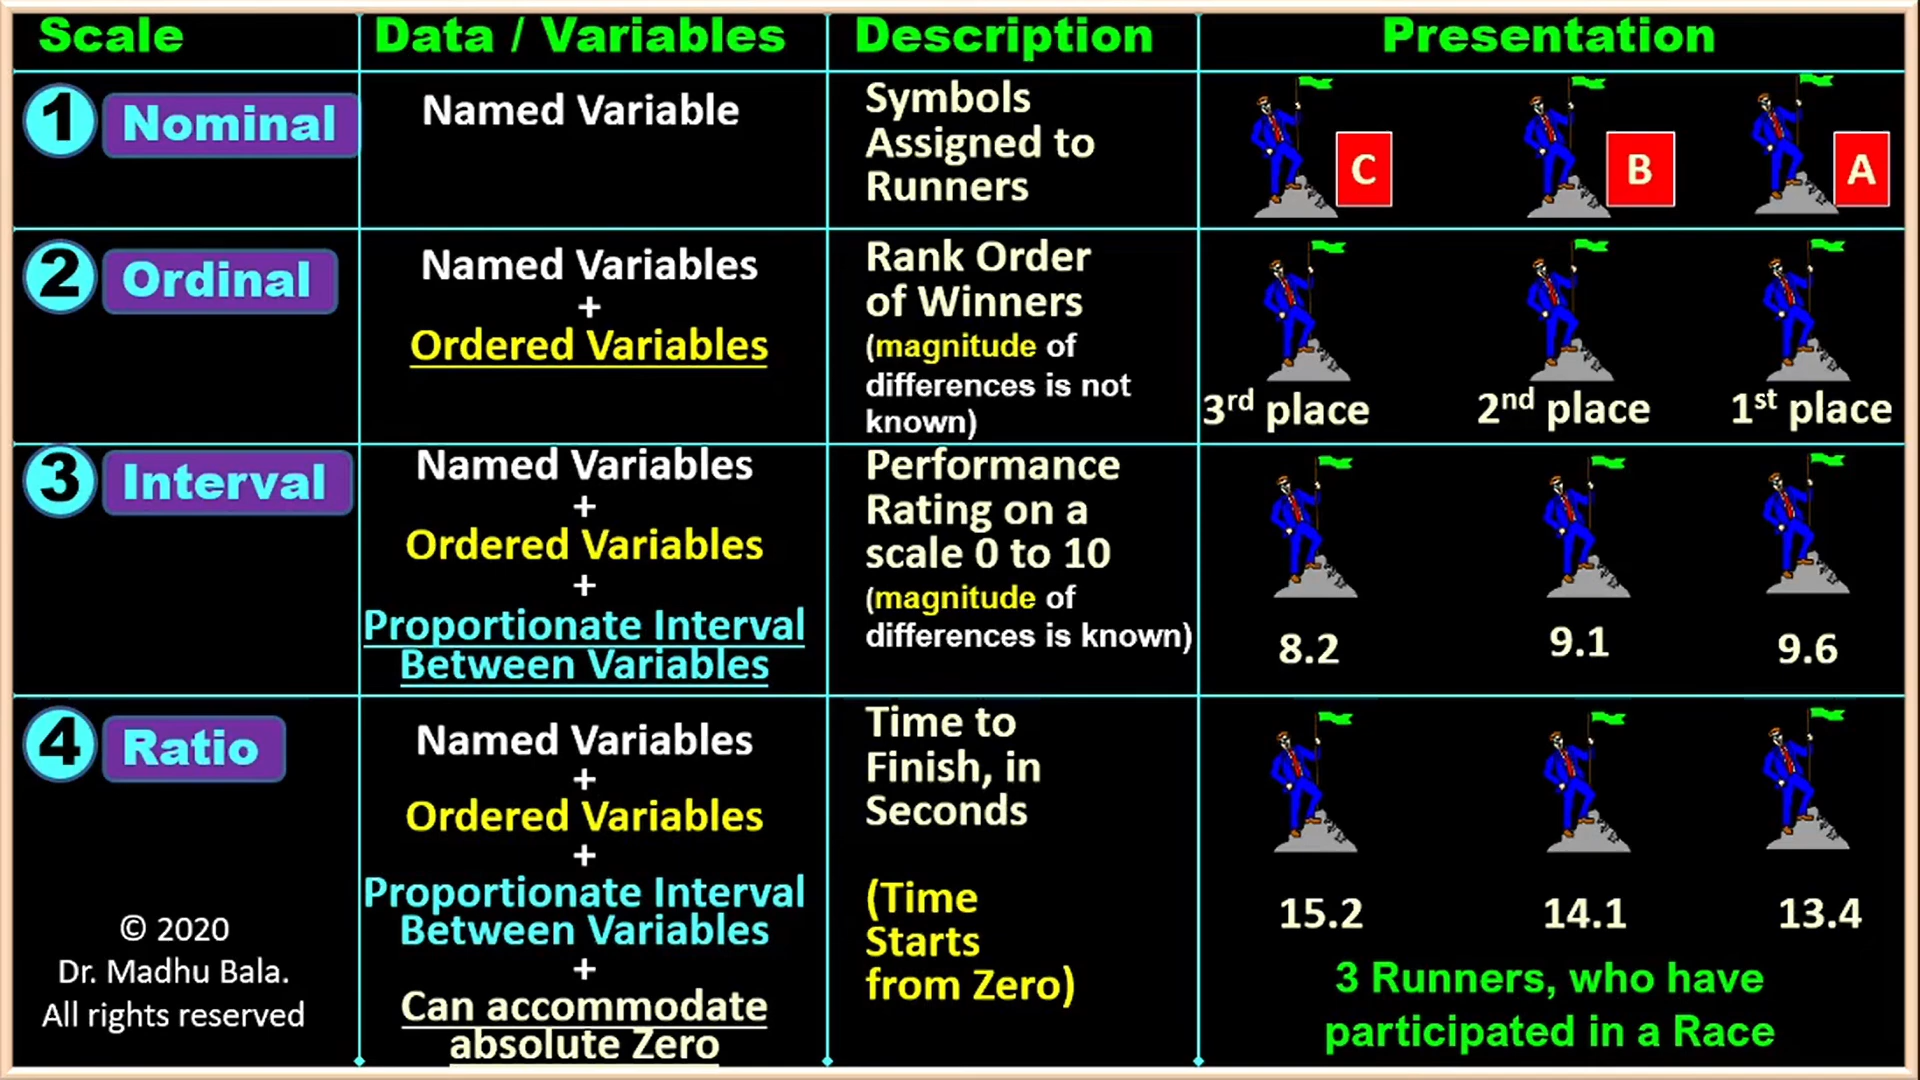 Scale
Data / Variables
Description
Presentation
1
Nominal
Named Variable
Symbols
Assigned to
Runners
C
B
A
2
Ordinal
Named Variables
+
Ordered Variables
Rank Order
of Winners
(magnitude of
differences is not
known)
3rd place
2nd place
1st place
3
Interval
Named Variables
+
Ordered Variables
+
Proportionate Interval
Between Variables
Performance
Rating on a
scale 0 to 10
(magnitude of
differences is known)
8.2
9.1
9.6
4
Ratio
Named Variables
+
Ordered Variables
+
Proportionate Interval
Between Variables
+
Can accommodate
absolute Zero
Time to
Finish, in
Seconds
(Time
Starts
from Zero)
15.2
14.1
13.4
3 Runners, who have
participated in a Race
© 2020
Dr. Madhu Bala.
All rights reserved